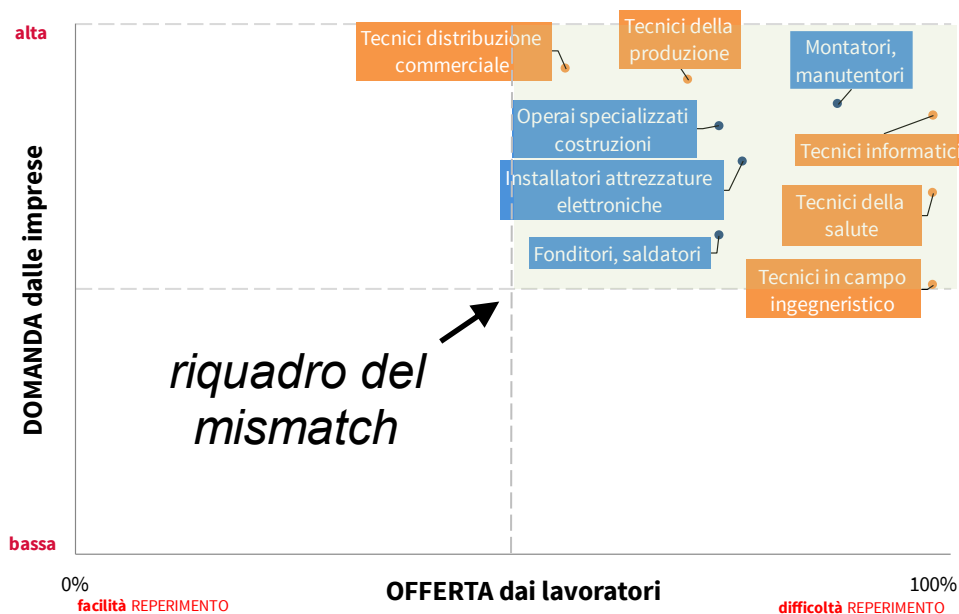 alta
Tecnici distribuzione
commerciale
Tecnici della
produzione
Montatori,
manutentori
Operai specializzati
costruzioni
Tecnici informatici
Installatori attrezzature
elettroniche
Tecnici della
salute
Fonditori, saldatori
Tecnici in campo
ingegneristico
DOMANDA dalle imprese
riquadro del
mismatch
bassa
0%
facilità REPERIMENTO
OFFERTA dai lavoratori
100%
difficoltà REPERIMENTO